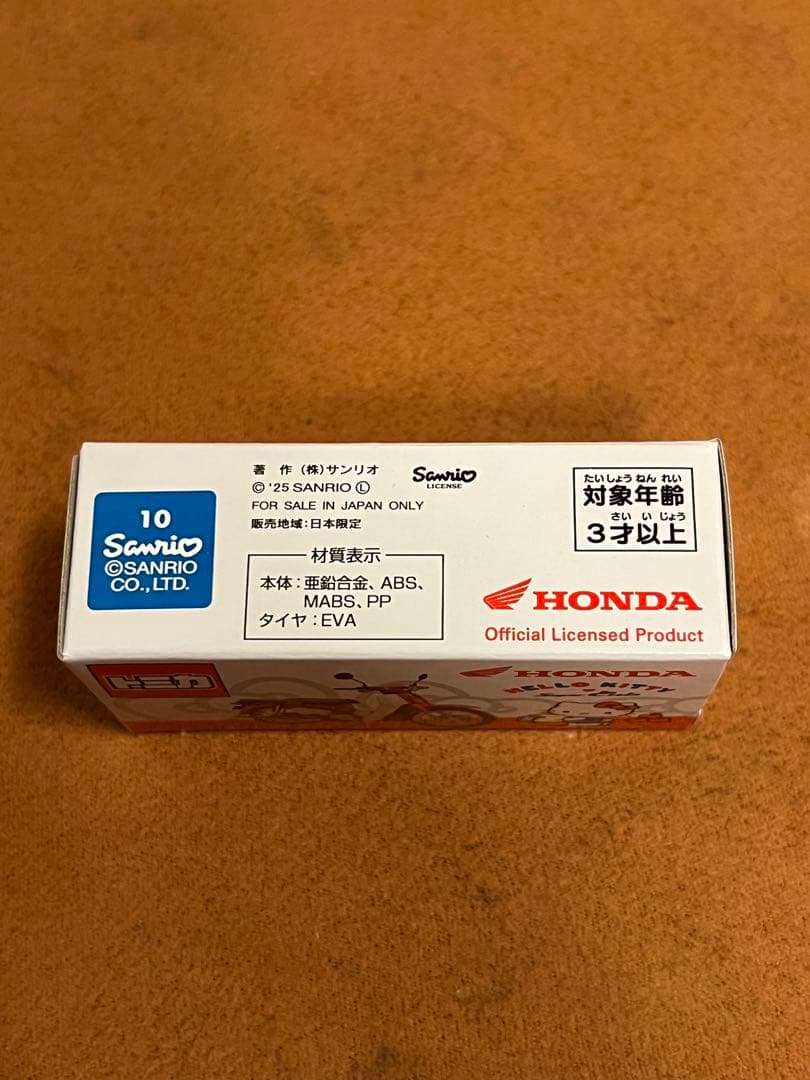 10
Sanrio
©SANRIO
CO.,LTD.
著 作 (株)サンリオ
©'25 SANRIO Ⓛ
FOR SALE IN JAPAN ONLY
販売地域:日本限定
Sanrio
LICENSE
材質表示
本体:亜鉛合金、ABS、
MABS、PP
タイヤ:EVA
たいしょう ねん れい
対象年齢
さい い じょう
3才以上
HONDA
Official Licensed Product
トミカ
HONDA
HELLO KITTY